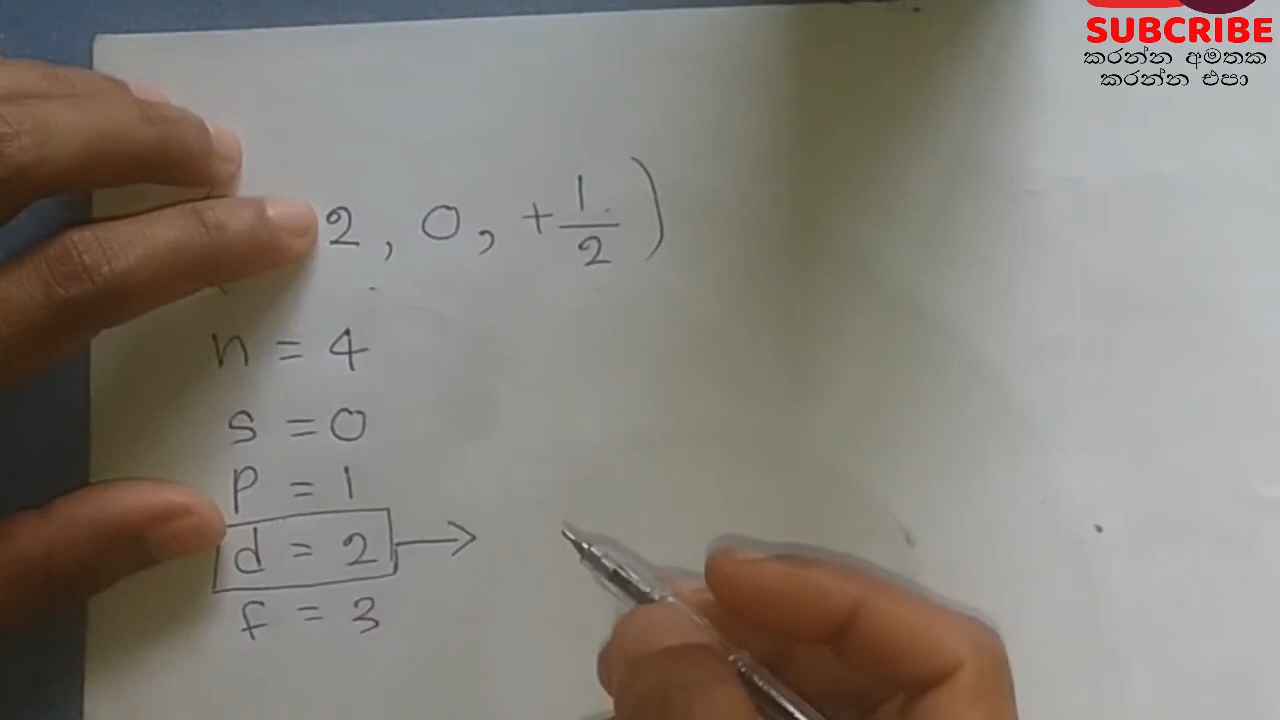 SUBCRIBE
කරන්න අමතක
කරන්න එපා
2, 0, +1/2)
n = 4
s = 0
p = 1
d = 2 →
f = 3